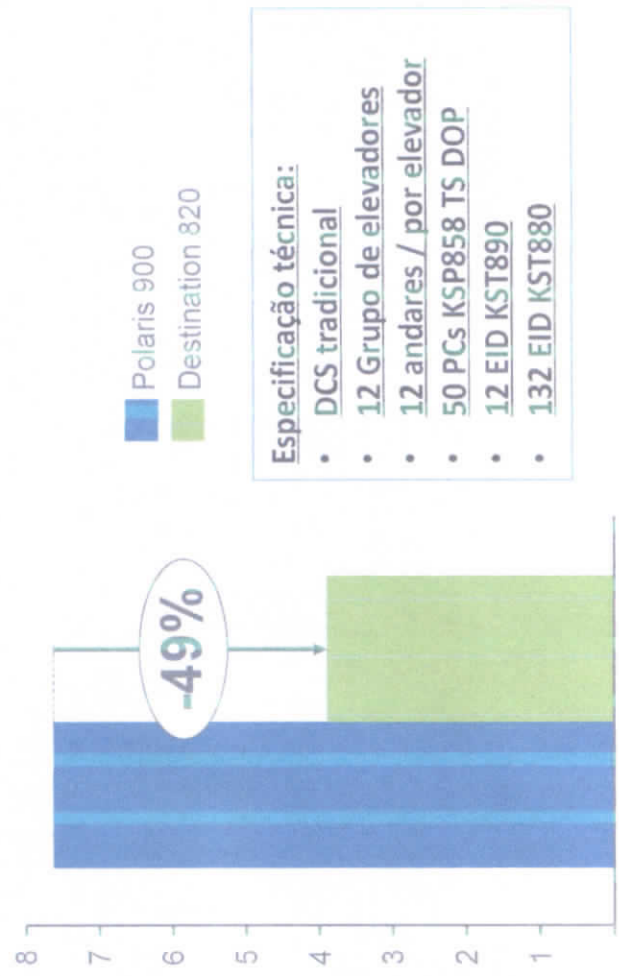 8
7
6
5
4
3
2
1
-49%
Polaris 900
Destination 820
Especificação técnica:
• DCS tradicional
• 12 Grupo de elevadores
• 12 andares / por elevador
• 50 PCs KSP858 TS DOP
• 12 EID KST890
• 132 EID KST880